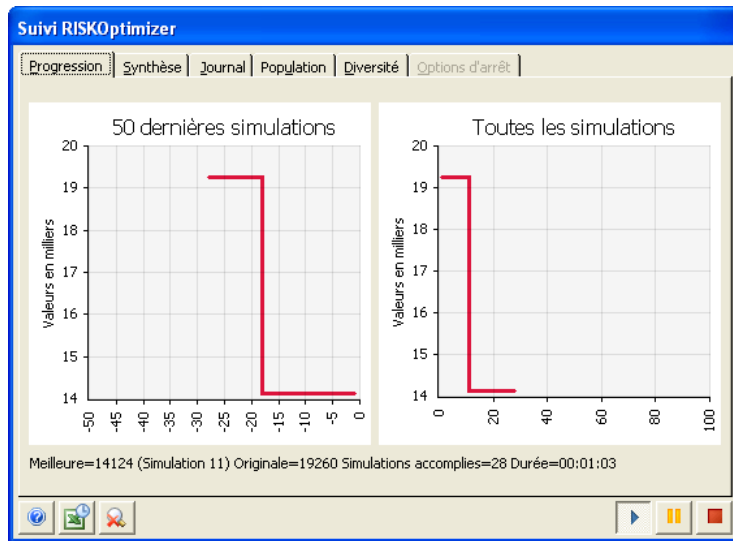 Suivi RISKOptimizer
Progression Synthèse Journal Population Diversité Options d'arrêt
50 dernières simulations
Valeurs en milliers
20
19
18
17
16
15
14
-50 -45 -40 -35 -30 -25 -20 -15 -10 -5 0
Toutes les simulations
Valeurs en milliers
20
19
18
17
16
15
14
0 20 40 60 80 100
Meilleure=14124 (Simulation 11) Originale=19260 Simulations accomplies=28 Durée=00:01:03